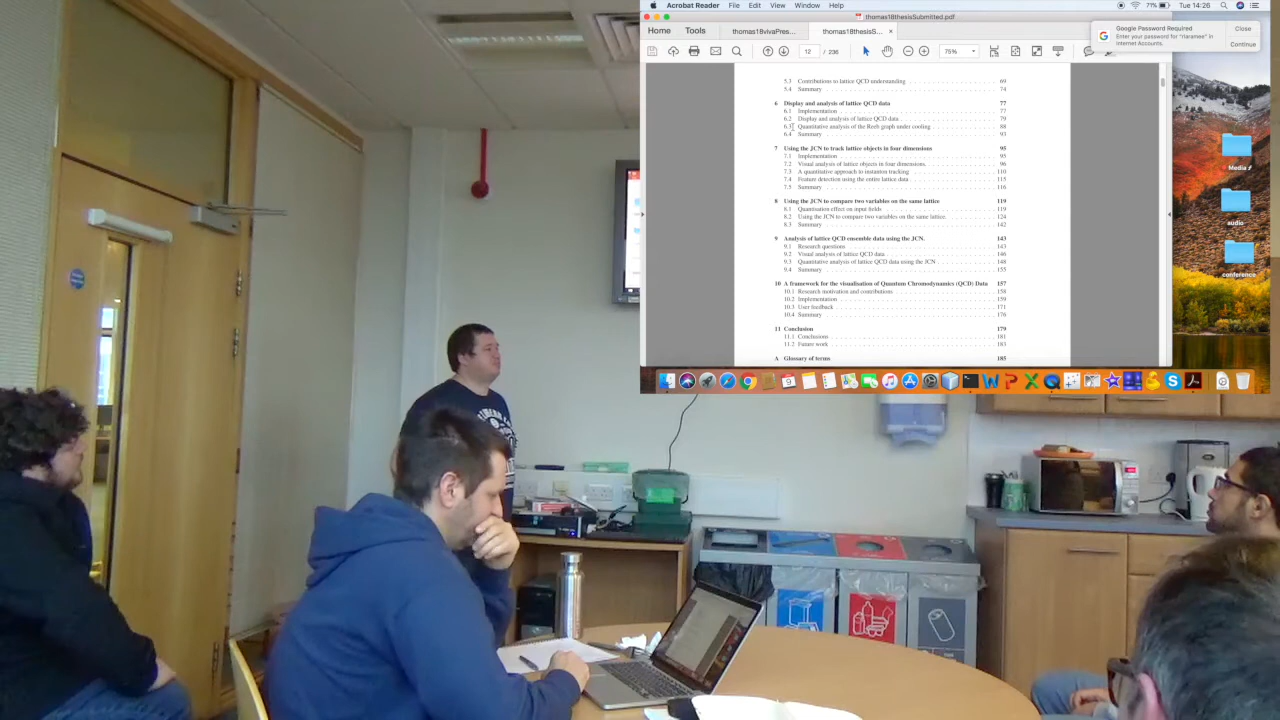 Acrobat Reader File Edit View Window Help
71% Tue 14:26
thomas18thesisSubmitted.pdf
Home Tools thomas18vivaPres... thomas18thesisS... ×
12 / 236 75%
Google Password Required
Enter your password for "rlaramee" in
Internet Accounts.
Close
Continue
5.3 Contributions to lattice QCD understanding 69
5.4 Summary 74
6 Display and analysis of lattice QCD data 77
6.1 Implementation 77
6.2 Display and analysis of lattice QCD data 79
6.3 Quantitative analysis of the Reeb graph under cooling 88
6.4 Summary 93
7 Using the JCN to track lattice objects in four dimensions 95
7.1 Implementation 95
7.2 Visual analysis of lattice objects in four dimensions. 96
7.3 A quantitative approach to instanton tracking 110
7.4 Feature detection using the entire lattice data 115
7.5 Summary 116
8 Using the JCN to compare two variables on the same lattice 119
8.1 Quantisation effect on input fields 119
8.2 Using the JCN to compare two variables on the same lattice. 124
8.3 Summary 142
9 Analysis of lattice QCD ensemble data using the JCN. 143
9.1 Research questions 143
9.2 Visual analysis of lattice QCD data 146
9.3 Quantitative analysis of lattice QCD data using the JCN 148
9.4 Summary 155
10 A framework for the visualisation of Quantum Chromodynamics (QCD) Data 157
10.1 Research motivation and contributions 158
10.2 Implementation 159
10.3 User feedback 171
10.4 Summary 176
11 Conclusion 179
11.1 Conclusions 181
11.2 Future work 183
A Glossary of terms 185
Media
audio
conference